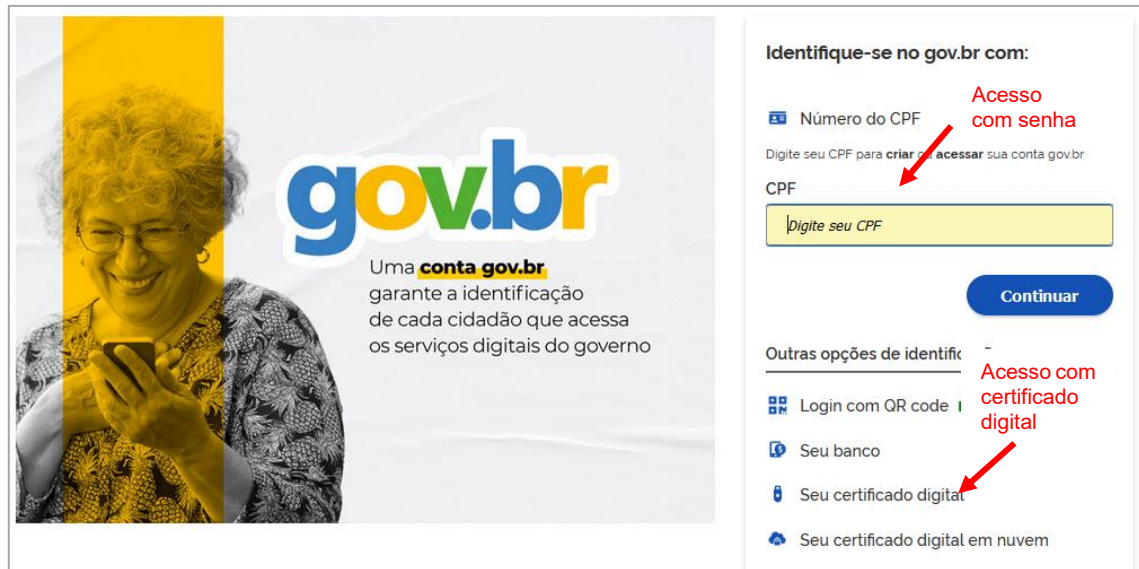 gov.br
Uma conta gov.br
garante a identificação
de cada cidadão que acessa
os serviços digitais do governo
Identifique-se no gov.br com:
Acesso
com senha
Número do CPF
Digite seu CPF para criar ou acessar sua conta gov.br
CPF
Digite seu CPF
Continuar
Outras opções de
Acesso com
certificado
digital
Login com QR code
Seu banco
Seu certificado digital
Seu certificado digital em nuvem